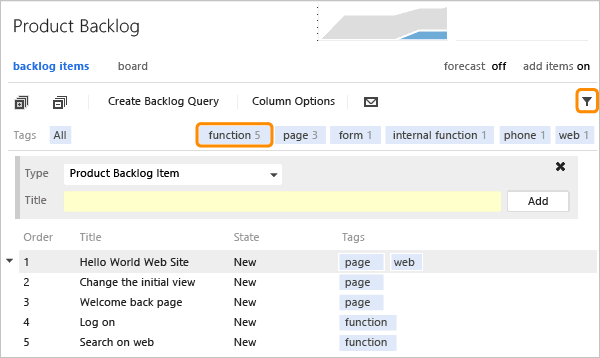 Product Backlog
backlog items board forecast off add items on
Create Backlog Query Column Options
Tags All function 5 page 3 form 1 internal function 1 phone 1 web 1
Type Product Backlog Item
Title Add
Order Title State Tags
1 Hello World Web Site New page web
2 Change the initial view New page
3 Welcome back page New page
4 Log on New function
5 Search on web New function